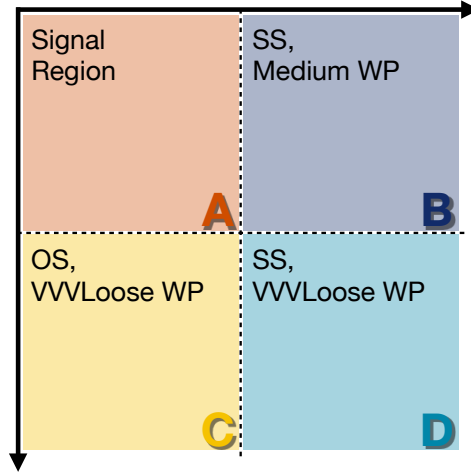 Signal
Region
A
SS,
Medium WP
B
OS,
VVVLoose WP
C
SS,
VVVLoose WP
D